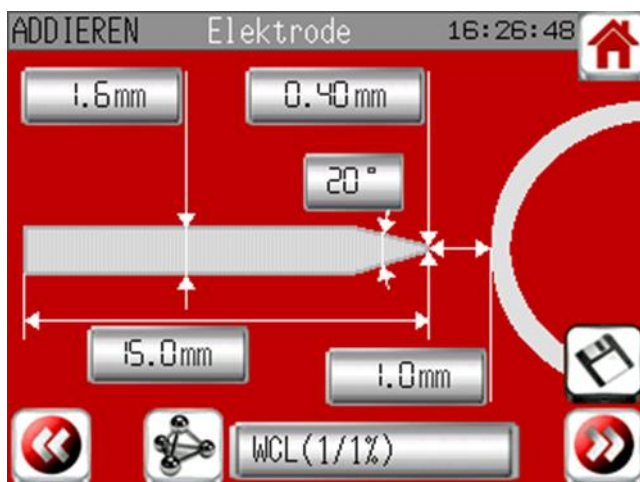 ADDIEREN Elektrode 16:26:48
1.6mm 0.40mm
20°
15.0mm
1.0mm
WCL(1/1%)